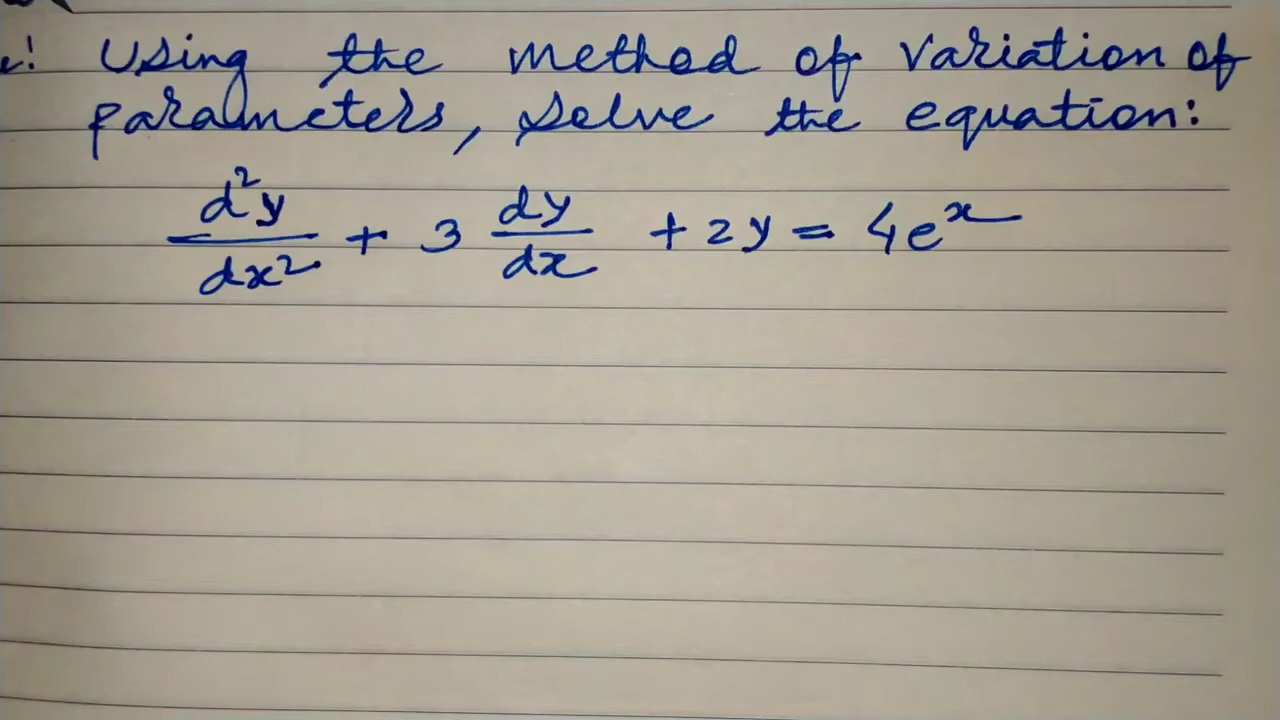 Using the method of variation of
parameters, solve the equation:
d²y/dx² + 3 dy/dx + 2y = 4e^x